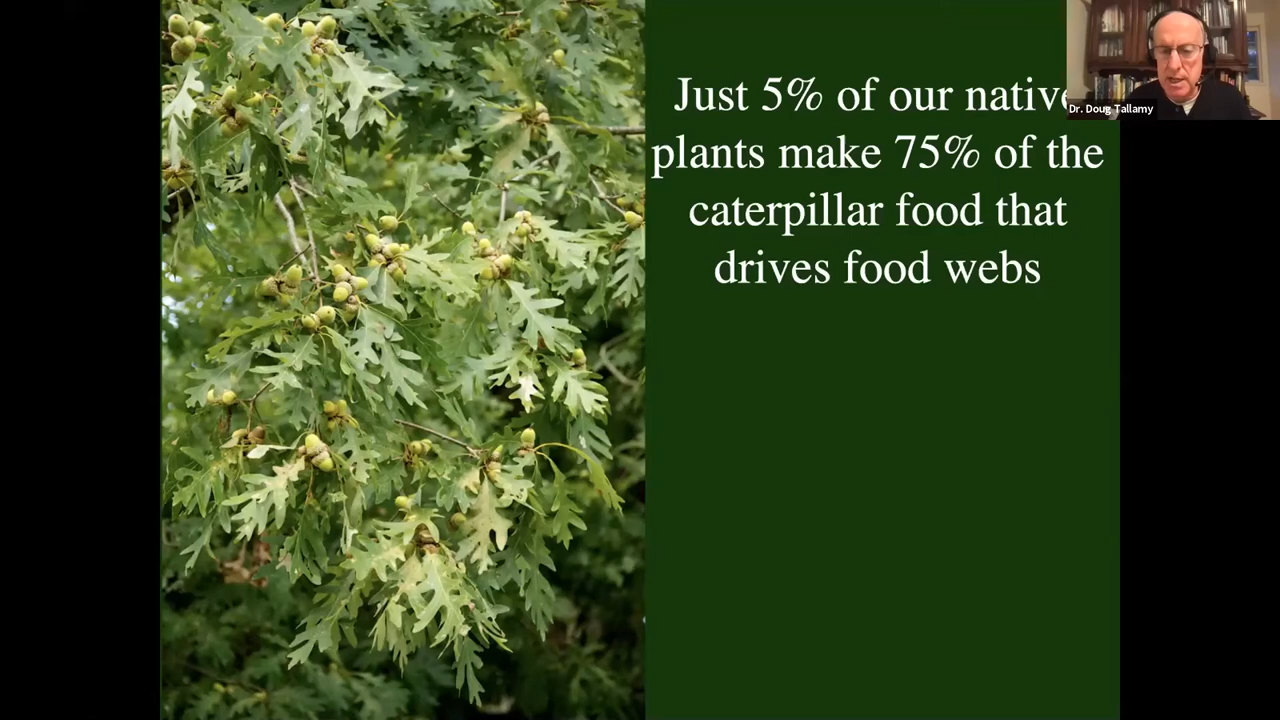 Just 5% of our native
plants make 75% of the
caterpillar food that
drives food webs
Dr. Doug Tallamy